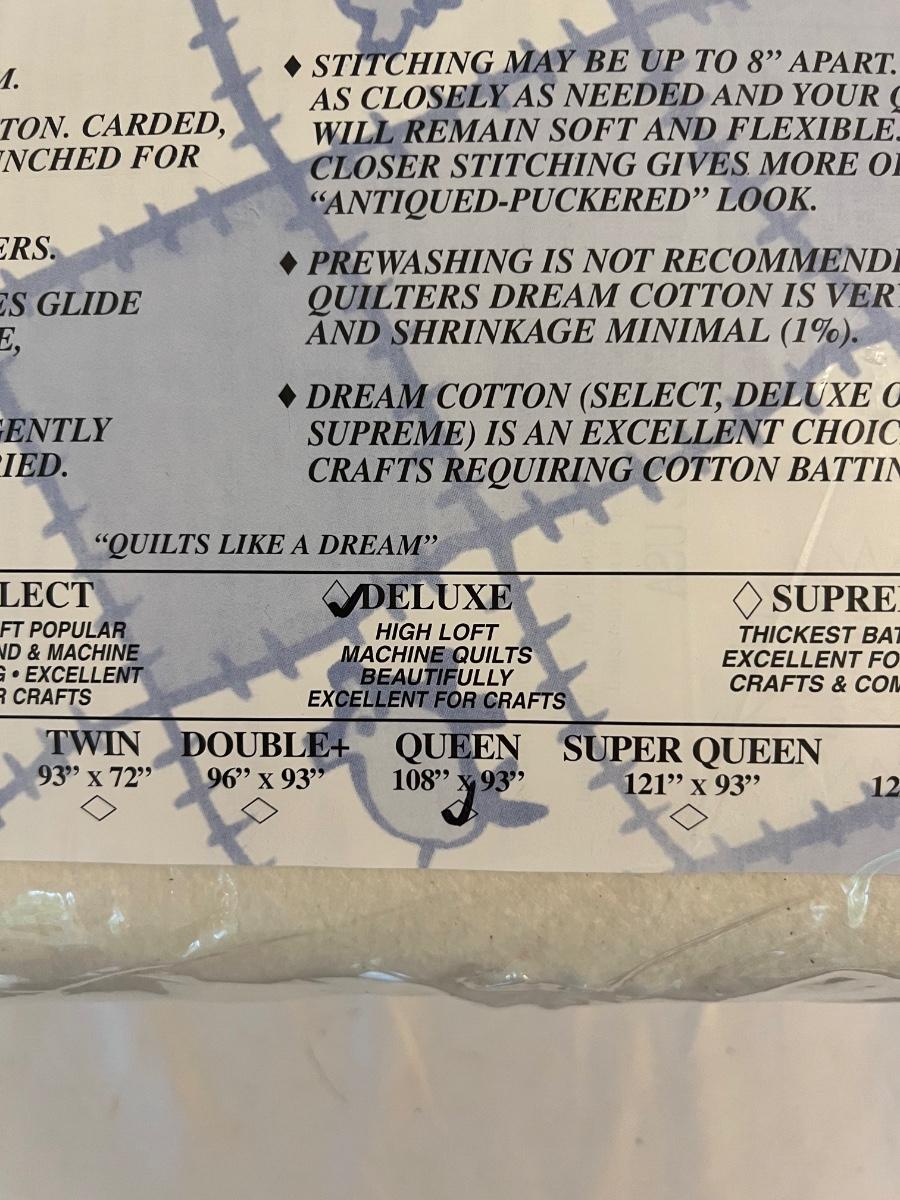 M.
TON. CARDED,
NCHED FOR
ERS.
ES GLIDE
E,
GENTLY
RIED.
♦ STITCHING MAY BE UP TO 8” APART.
AS CLOSELY AS NEEDED AND YOUR Q
WILL REMAIN SOFT AND FLEXIBLE.
CLOSER STITCHING GIVES MORE OF
“ANTIQUED-PUCKERED” LOOK.
♦ PREWASHING IS NOT RECOMMENDE
QUILTERS DREAM COTTON IS VERY
AND SHRINKAGE MINIMAL (1%).
♦ DREAM COTTON (SELECT, DELUXE O
SUPREME) IS AN EXCELLENT CHOIC
CRAFTS REQUIRING COTTON BATTIN
“QUILTS LIKE A DREAM”
LECT
FT POPULAR
ND & MACHINE
G • EXCELLENT
R CRAFTS
DELUXE
HIGH LOFT
MACHINE QUILTS
BEAUTIFULLY
EXCELLENT FOR CRAFTS
SUPRE
THICKEST BAT
EXCELLENT FO
CRAFTS & COM
TWIN
93” X 72”
DOUBLE+
96” X 93”
QUEEN
108” X 93”
SUPER QUEEN
121” X 93”
12